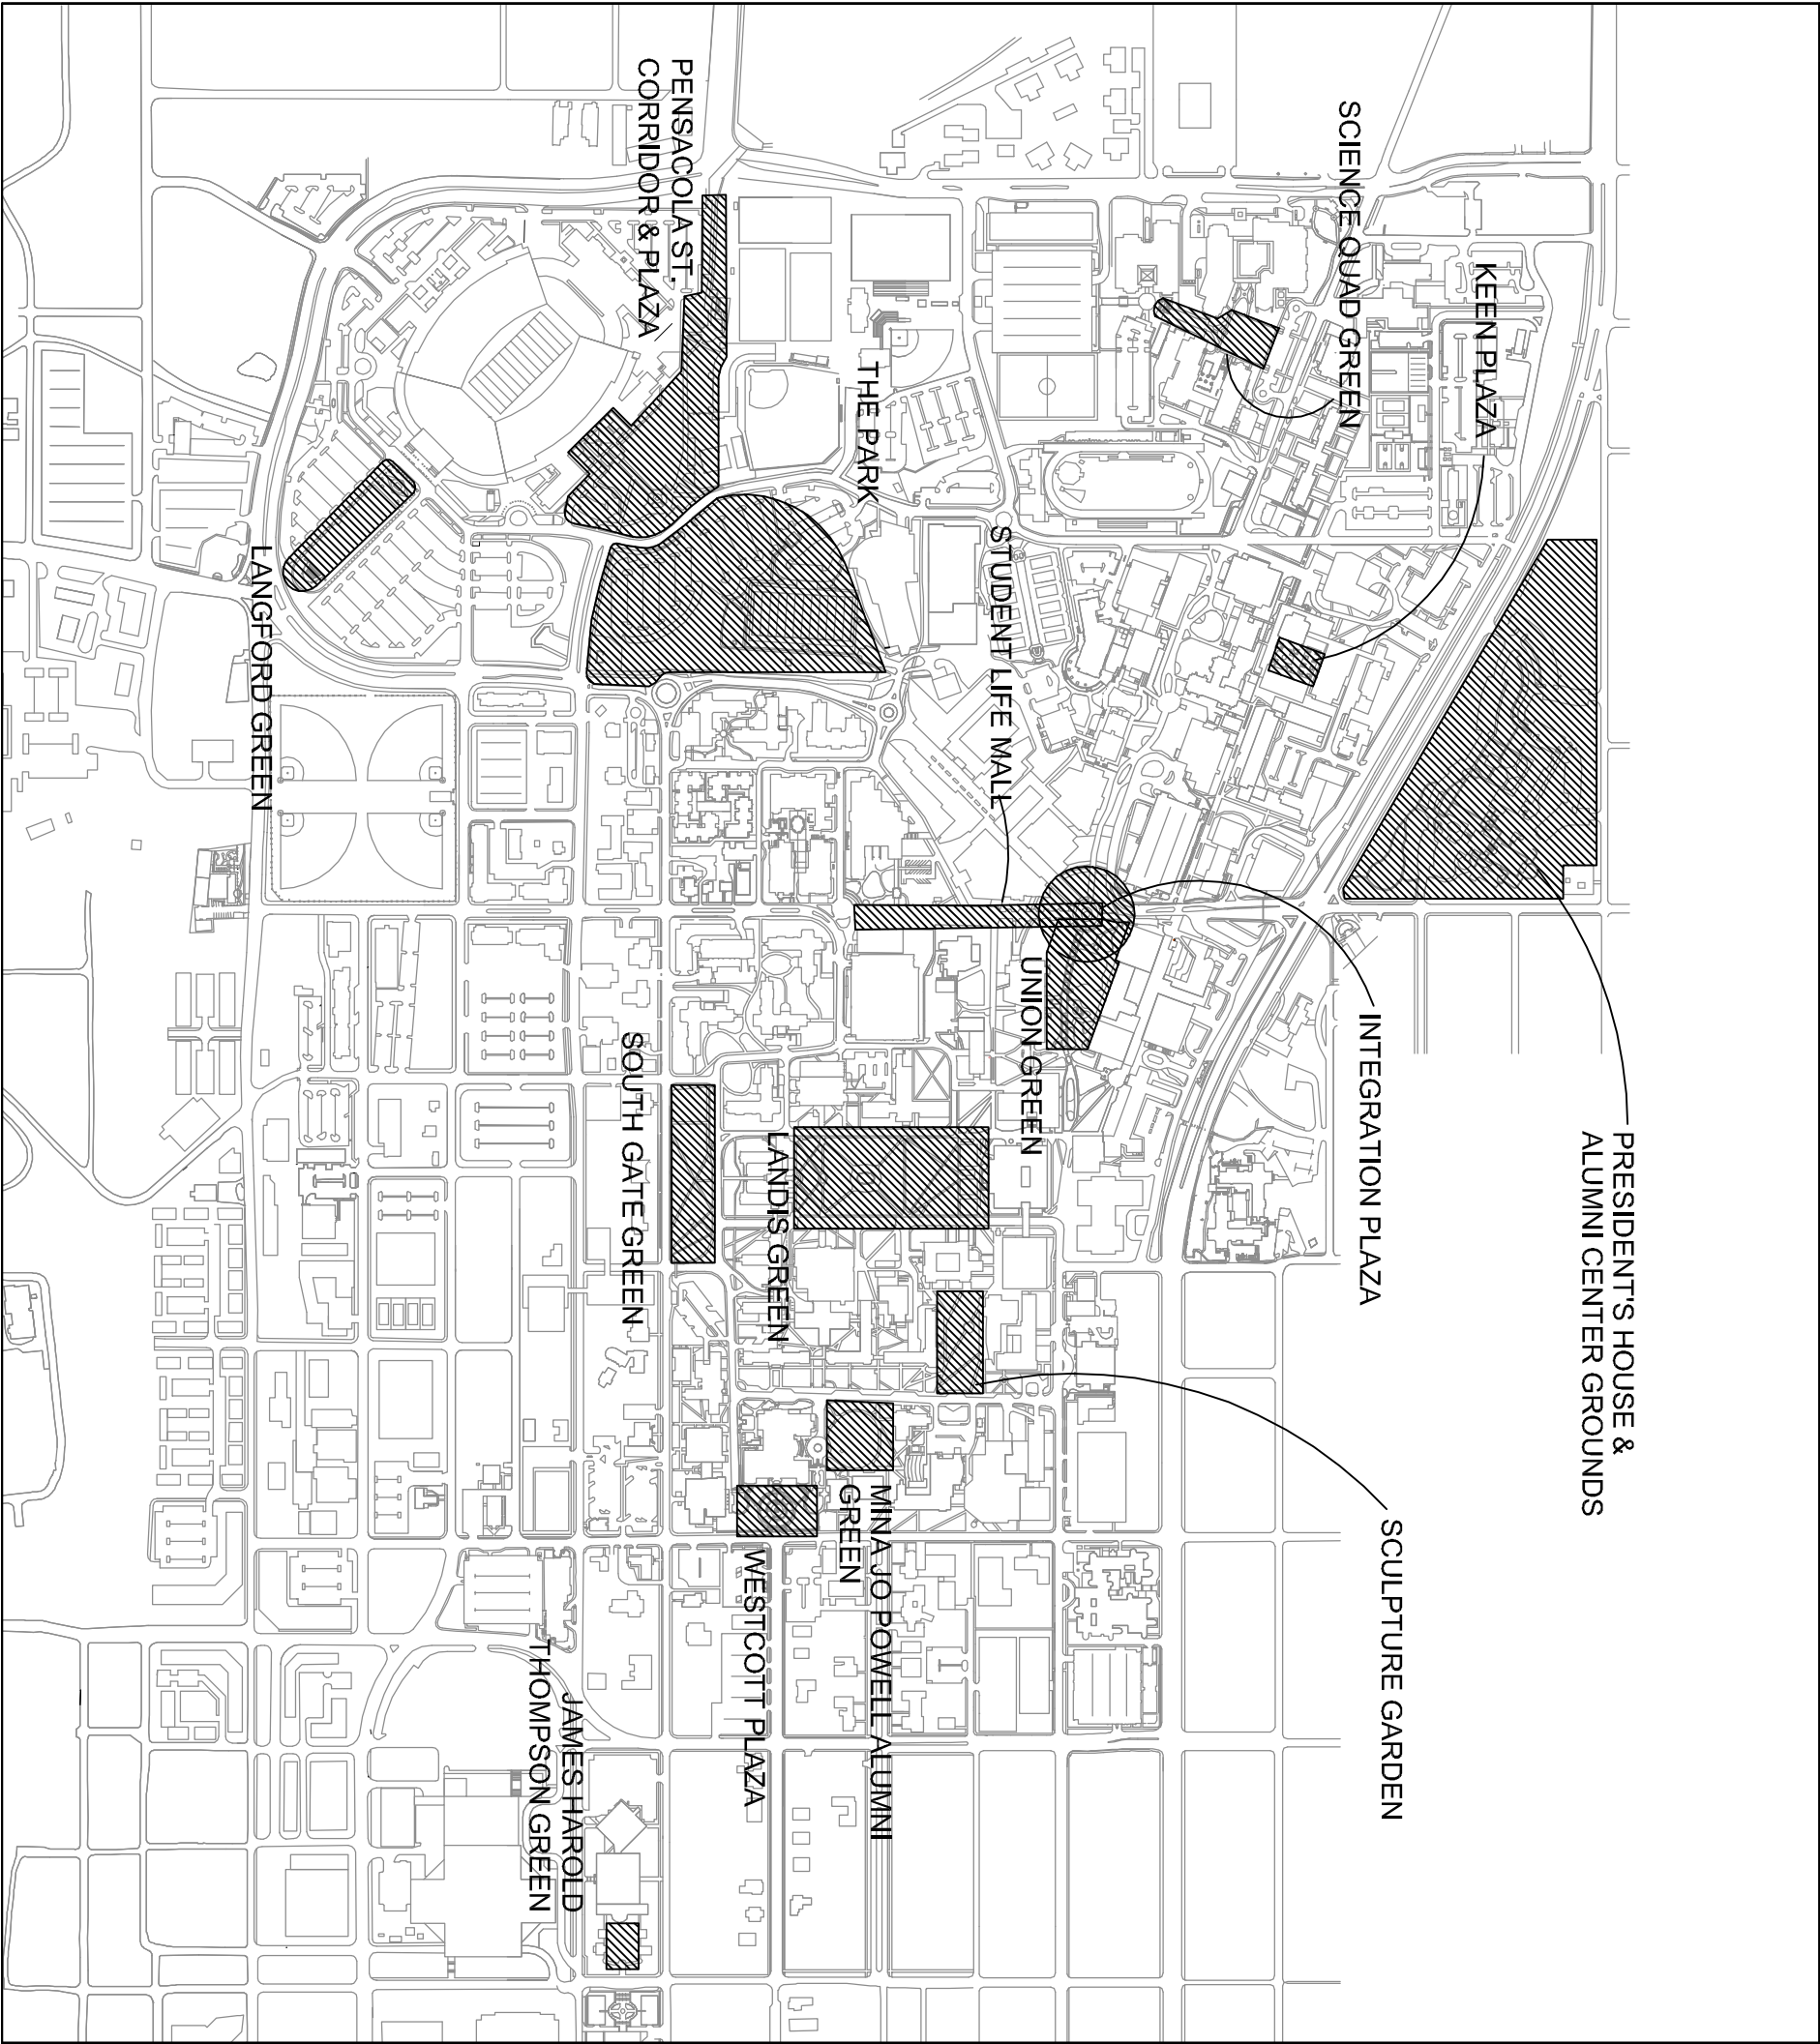 PRESIDENT'S HOUSE &
ALUMNI CENTER GROUNDS
KEEN PLAZA
SCIENCE QUAD GREEN
INTEGRATION PLAZA
SCULPTURE GARDEN
STUDENT LIFE MALL
UNION GREEN
THE PARK
MINA JO POWELL ALUMNI
GREEN
LANDIS GREEN
WESTCOTT PLAZA
PENSACOLA ST.
CORRIDOR & PLAZA
SOUTH GATE GREEN
JAMES HAROLD
THOMPSON GREEN
LANGFORD GREEN